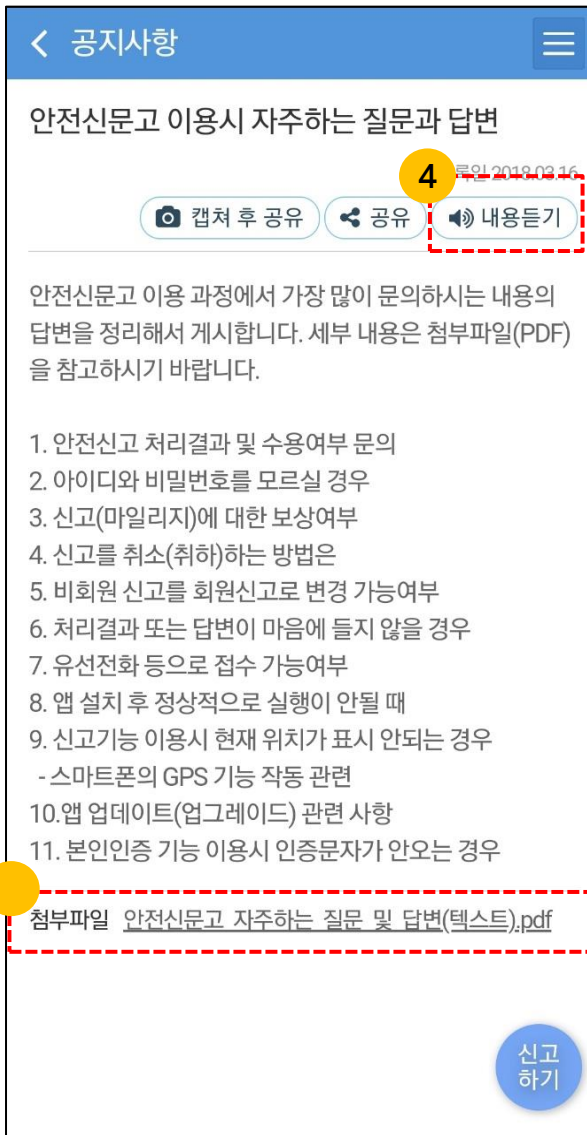 공지사항
안전신문고 이용시 자주하는 질문과 답변
4
록일 2018.03.16
캡쳐 후 공유 공유 내용듣기
안전신문고 이용 과정에서 가장 많이 문의하시는 내용의
답변을 정리해서 게시합니다. 세부 내용은 첨부파일(PDF)
을 참고하시기 바랍니다.
1. 안전신고 처리결과 및 수용여부 문의
2. 아이디와 비밀번호를 모르실 경우
3. 신고(마일리지)에 대한 보상여부
4. 신고를 취소(취하)하는 방법은
5. 비회원 신고를 회원신고로 변경 가능여부
6. 처리결과 또는 답변이 마음에 들지 않을 경우
7. 유선전화 등으로 접수 가능여부
8. 앱 설치 후 정상적으로 실행이 안될 때
9. 신고기능 이용시 현재 위치가 표시 안되는 경우
- 스마트폰의 GPS 기능 작동 관련
10.앱 업데이트(업그레이드) 관련 사항
11. 본인인증 기능 이용시 인증문자가 안오는 경우
첨부파일 안전신문고 자주하는 질문 및 답변(텍스트).pdf
신고
하기